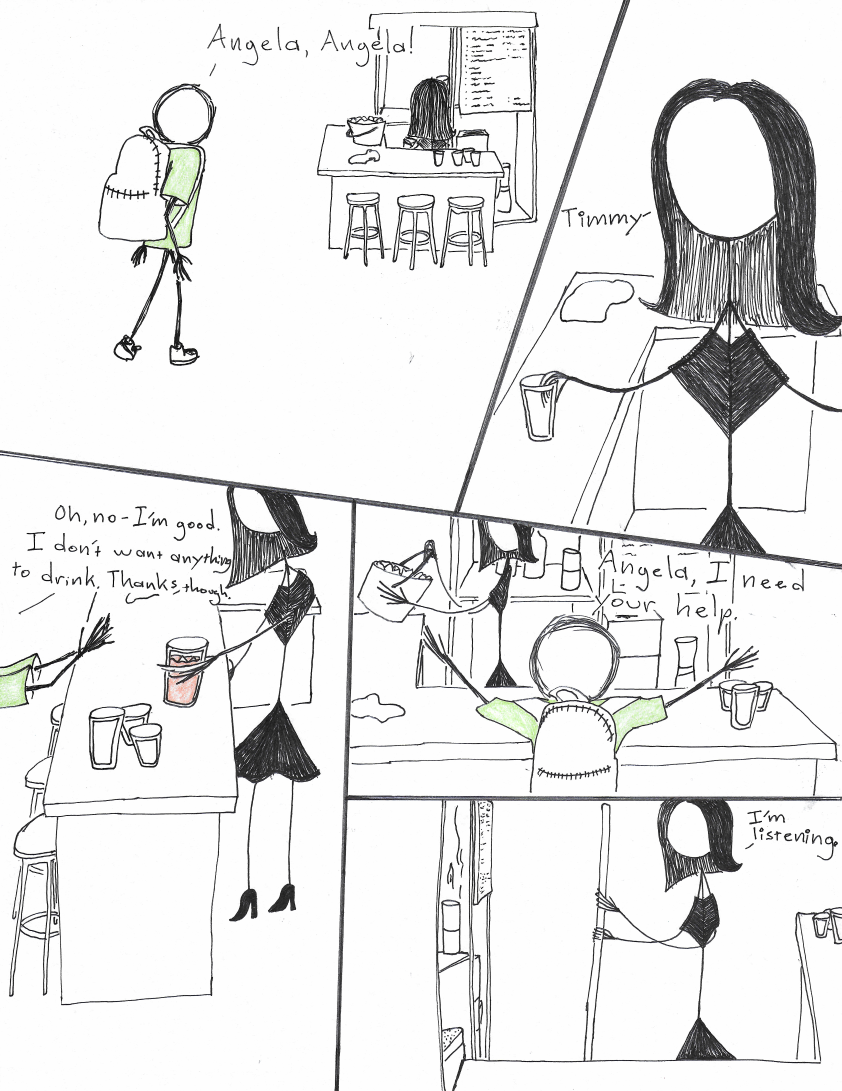 Angela, Angela!
Timmy-
Oh, no-I'm good.
I don't want anything
to drink. Thanks, though.
Angela, I need
your help.
I'm
listening.